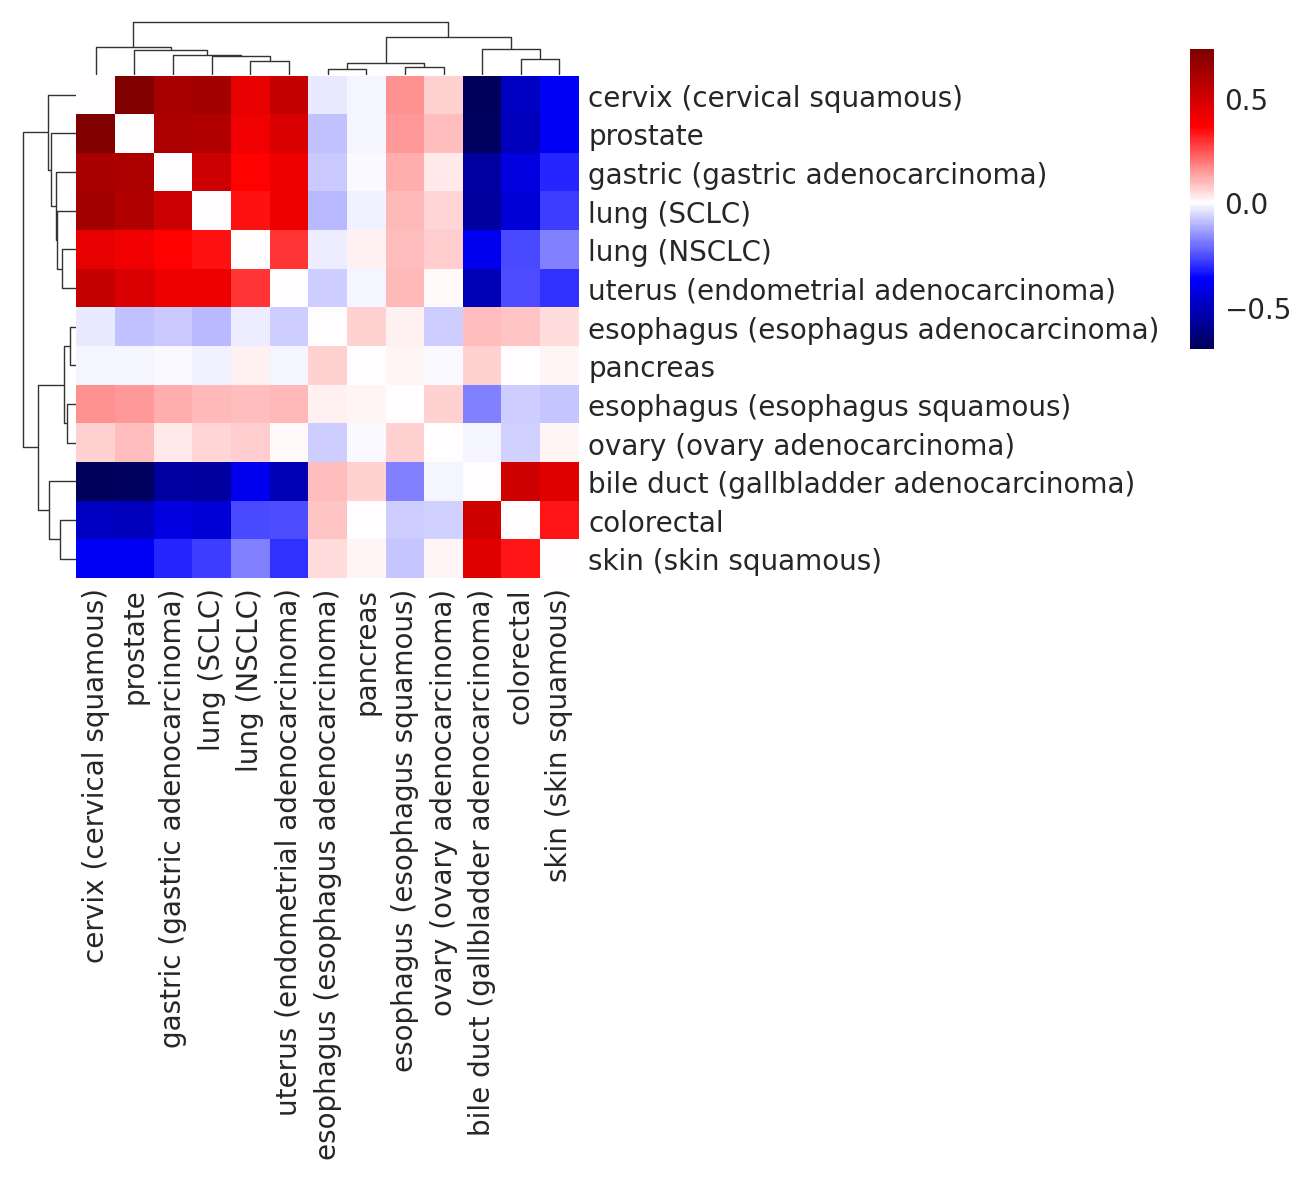 cervix (cervical squamous)
prostate
gastric (gastric adenocarcinoma)
lung (SCLC)
lung (NSCLC)
uterus (endometrial adenocarcinoma)
esophagus (esophagus adenocarcinoma)
pancreas
esophagus (esophagus squamous)
ovary (ovary adenocarcinoma)
bile duct (gallbladder adenocarcinoma)
colorectal
skin (skin squamous)
0.5
0.0
−0.5
cervix (cervical squamous)
prostate
gastric (gastric adenocarcinoma)
lung (SCLC)
lung (NSCLC)
uterus (endometrial adenocarcinoma)
esophagus (esophagus adenocarcinoma)
pancreas
esophagus (esophagus squamous)
ovary (ovary adenocarcinoma)
bile duct (gallbladder adenocarcinoma)
colorectal
skin (skin squamous)